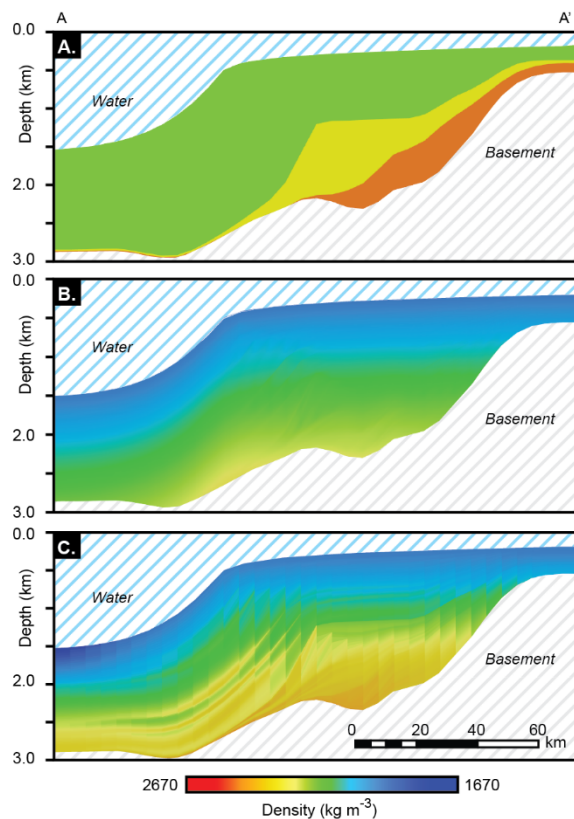 A A'
0.0
A.
Water
Depth (km)
Basement
2.0
3.0
0.0
B.
Water
Depth (km)
Basement
2.0
3.0
0.0
C.
Water
Depth (km)
Basement
2.0
0 20 40 60
km
3.0
2670 1670
Density (kg m⁻³)